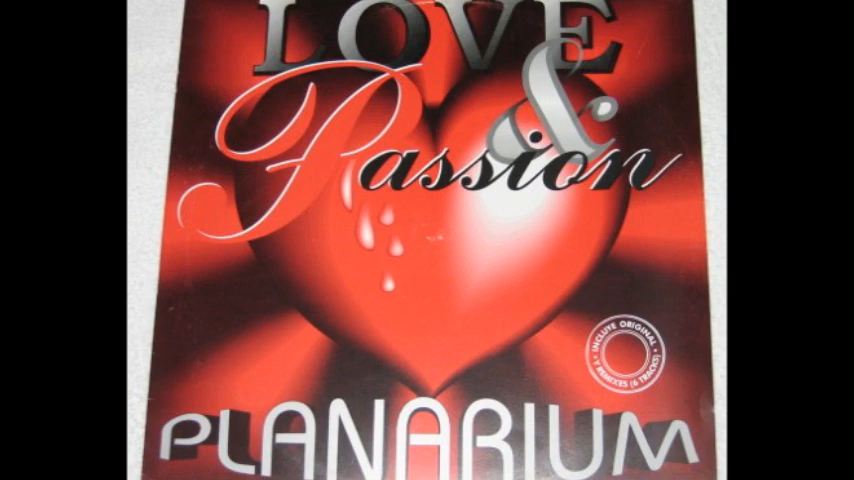 LOVE
&
Passion
INCLUYE ORIGINAL
Y REMIXES (6 TRACKS)
PLANARIUM